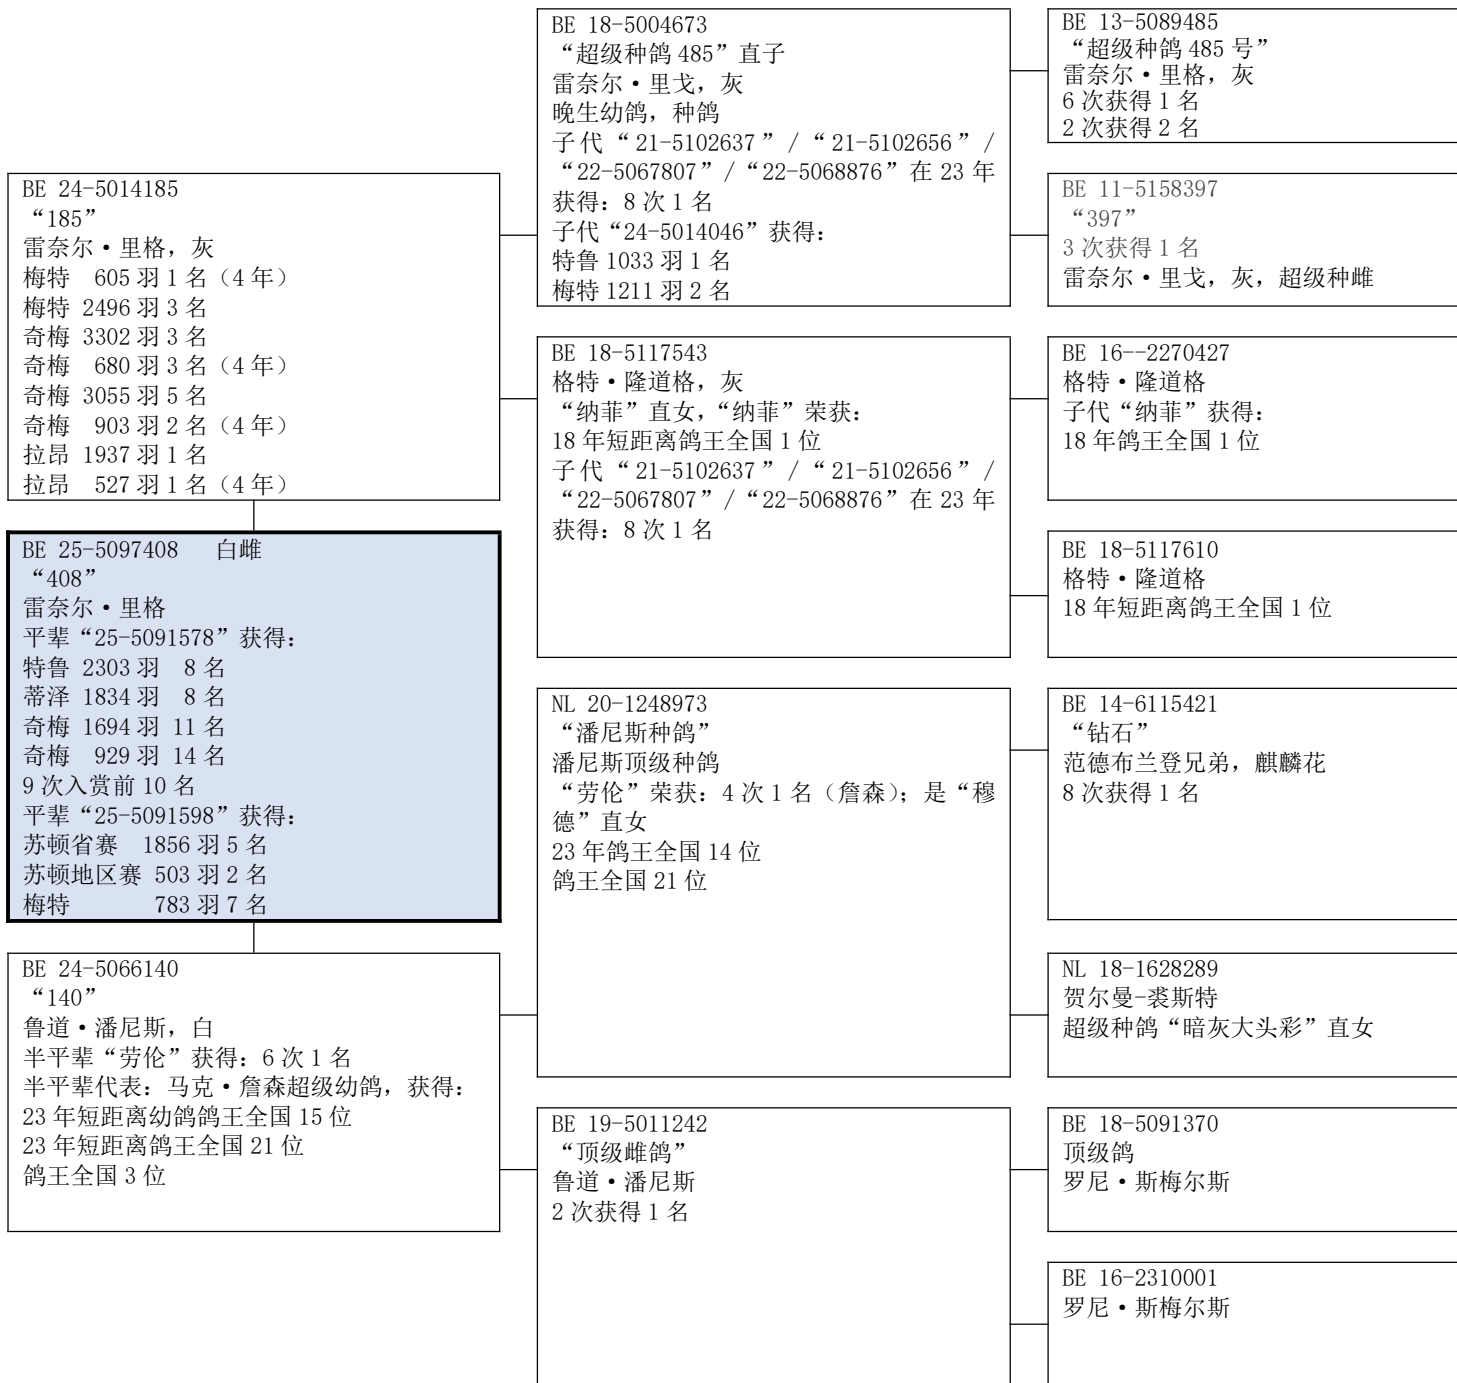 BE 24-5014185
“185”
雷奈尔•里格，灰
梅特 605 羽 1 名（4 年）
梅特 2496 羽 3 名
奇梅 3302 羽 3 名
奇梅 680 羽 3 名（4 年）
奇梅 3055 羽 5 名
奇梅 903 羽 2 名（4 年）
拉昂 1937 羽 1 名
拉昂 527 羽 1 名（4 年）
BE 25-5097408 白雌
“408”
雷奈尔•里格
平辈“25-5091578”获得：
特鲁 2303 羽 8 名
蒂泽 1834 羽 8 名
奇梅 1694 羽 11 名
奇梅 929 羽 14 名
9 次入赏前 10 名
平辈“25-5091598”获得：
苏顿省赛 1856 羽 5 名
苏顿地区赛 503 羽 2 名
梅特 783 羽 7 名
BE 24-5066140
“140”
鲁道•潘尼斯，白
半平辈“劳伦”获得：6 次 1 名
半平辈代表：马克•詹森超级幼鸽，获得：
23 年短距离幼鸽鸽王全国 15 位
23 年短距离鸽王全国 21 位
鸽王全国 3 位
BE 18-5004673
“超级种鸽 485”直子
雷奈尔•里戈，灰
晚生幼鸽，种鸽
子代“21-5102637”/“21-5102656”/
“22-5067807”/“22-5068876”在 23 年
获得：8 次 1 名
子代“24-5014046”获得：
特鲁 1033 羽 1 名
梅特 1211 羽 2 名
BE 18-5117543
格特•隆道格，灰
“纳菲”直女，“纳菲”荣获：
18 年短距离鸽王全国 1 位
子代“21-5102637”/“21-5102656”/
“22-5067807”/“22-5068876”在 23 年
获得：8 次 1 名
NL 20-1248973
“潘尼斯种鸽”
潘尼斯顶级种鸽
“劳伦”荣获：4 次 1 名（詹森）；是“穆
德”直女
23 年鸽王全国 14 位
鸽王全国 21 位
BE 19-5011242
“顶级雌鸽”
鲁道•潘尼斯
2 次获得 1 名
BE 13-5089485
“超级种鸽 485 号”
雷奈尔•里格，灰
6 次获得 1 名
2 次获得 2 名
BE 11-5158397
“397”
3 次获得 1 名
雷奈尔•里戈，灰，超级种雌
BE 16--2270427
格特•隆道格
子代“纳菲”获得：
18 年鸽王全国 1 位
BE 18-5117610
格特•隆道格
18 年短距离鸽王全国 1 位
BE 14-6115421
“钻石”
范德布兰登兄弟，麒麟花
8 次获得 1 名
NL 18-1628289
贺尔曼-裘斯特
超级种鸽“暗灰大头彩”直女
BE 18-5091370
顶级鸽
罗尼•斯梅尔斯
BE 16-2310001
罗尼•斯梅尔斯